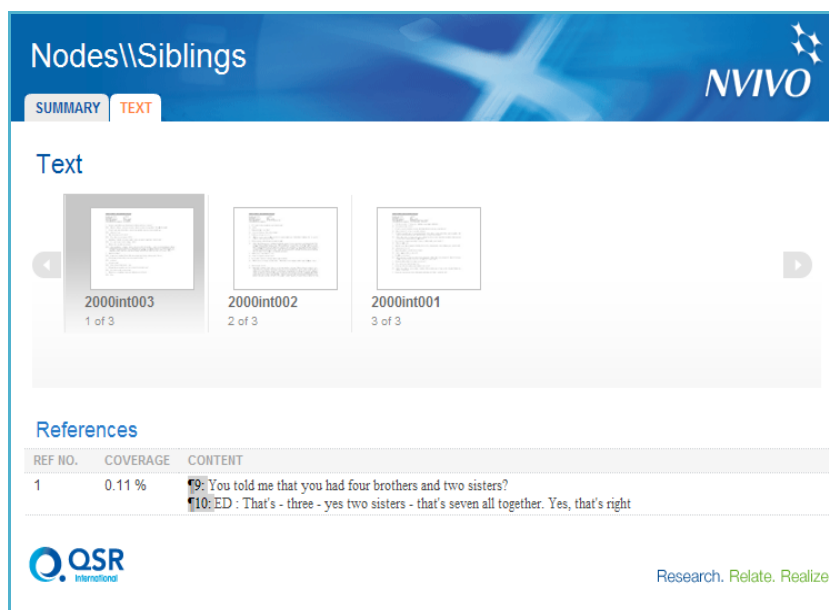 Nodes\\Siblings
NVIVO
SUMMARY TEXT
Text
2000int003 2000int002 2000int001
1 of 3 2 of 3 3 of 3
References
REF NO. COVERAGE CONTENT
1 0.11 % ¶9: You told me that you had four brothers and two sisters?
¶10: ED : That's - three - yes two sisters - that's seven all together. Yes, that's right
QSR
International
Research. Relate. Realize